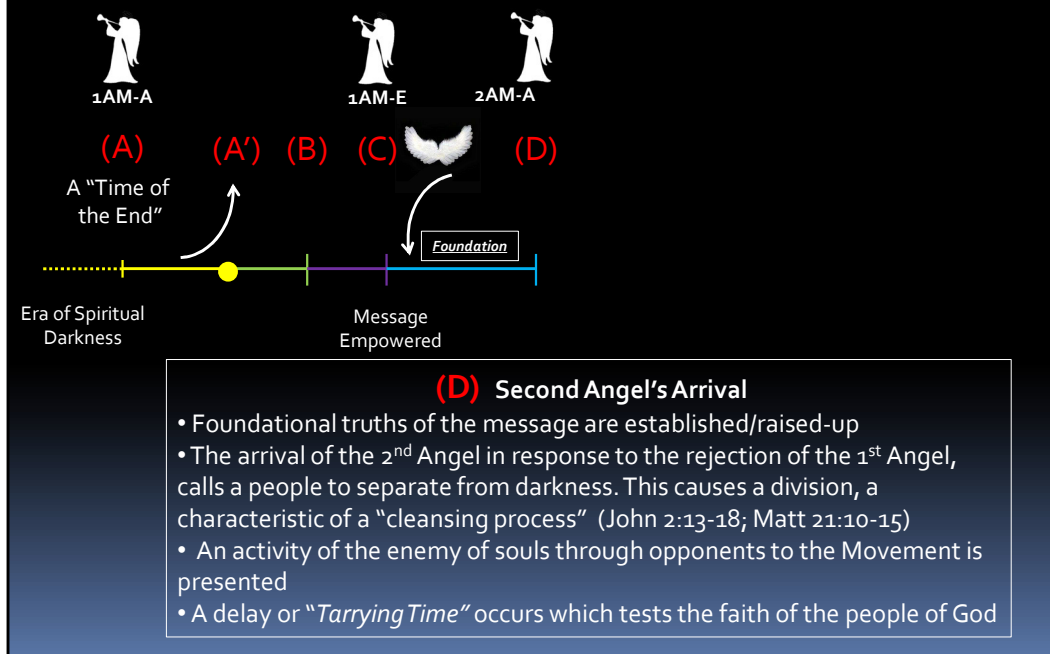 1AM-A 1AM-E 2AM-A
(A) (A’) (B) (C) (D)
A “Time of
the End”
Foundation
Era of Spiritual
Darkness
Message
Empowered
(D) Second Angel’s Arrival
• Foundational truths of the message are established/raised-up
• The arrival of the 2nd Angel in response to the rejection of the 1st Angel,
calls a people to separate from darkness. This causes a division, a
characteristic of a “cleansing process” (John 2:13-18; Matt 21:10-15)
• An activity of the enemy of souls through opponents to the Movement is
presented
• A delay or “Tarrying Time” occurs which tests the faith of the people of God